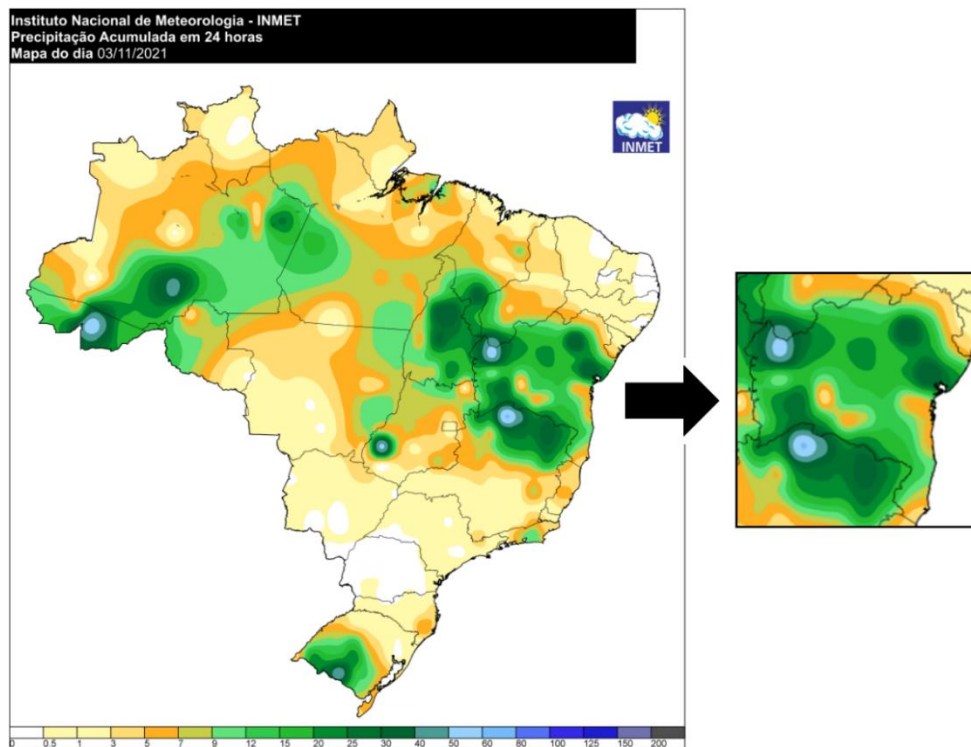 Instituto Nacional de Meteorologia - INMET
Precipitação Acumulada em 24 horas
Mapa do dia 03/11/2021
INMET
0 0.5 1 3 5 7 9 12 15 20 25 30 40 50 60 80 100 125 150 200